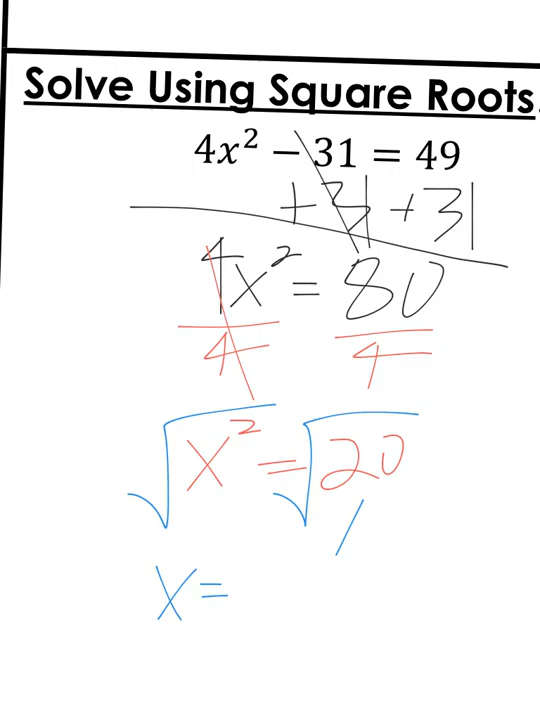 Solve Using Square Roots.
4x² − 31 = 49
+31 +31
4x² = 80
4 4
√x² = √20
/
x =